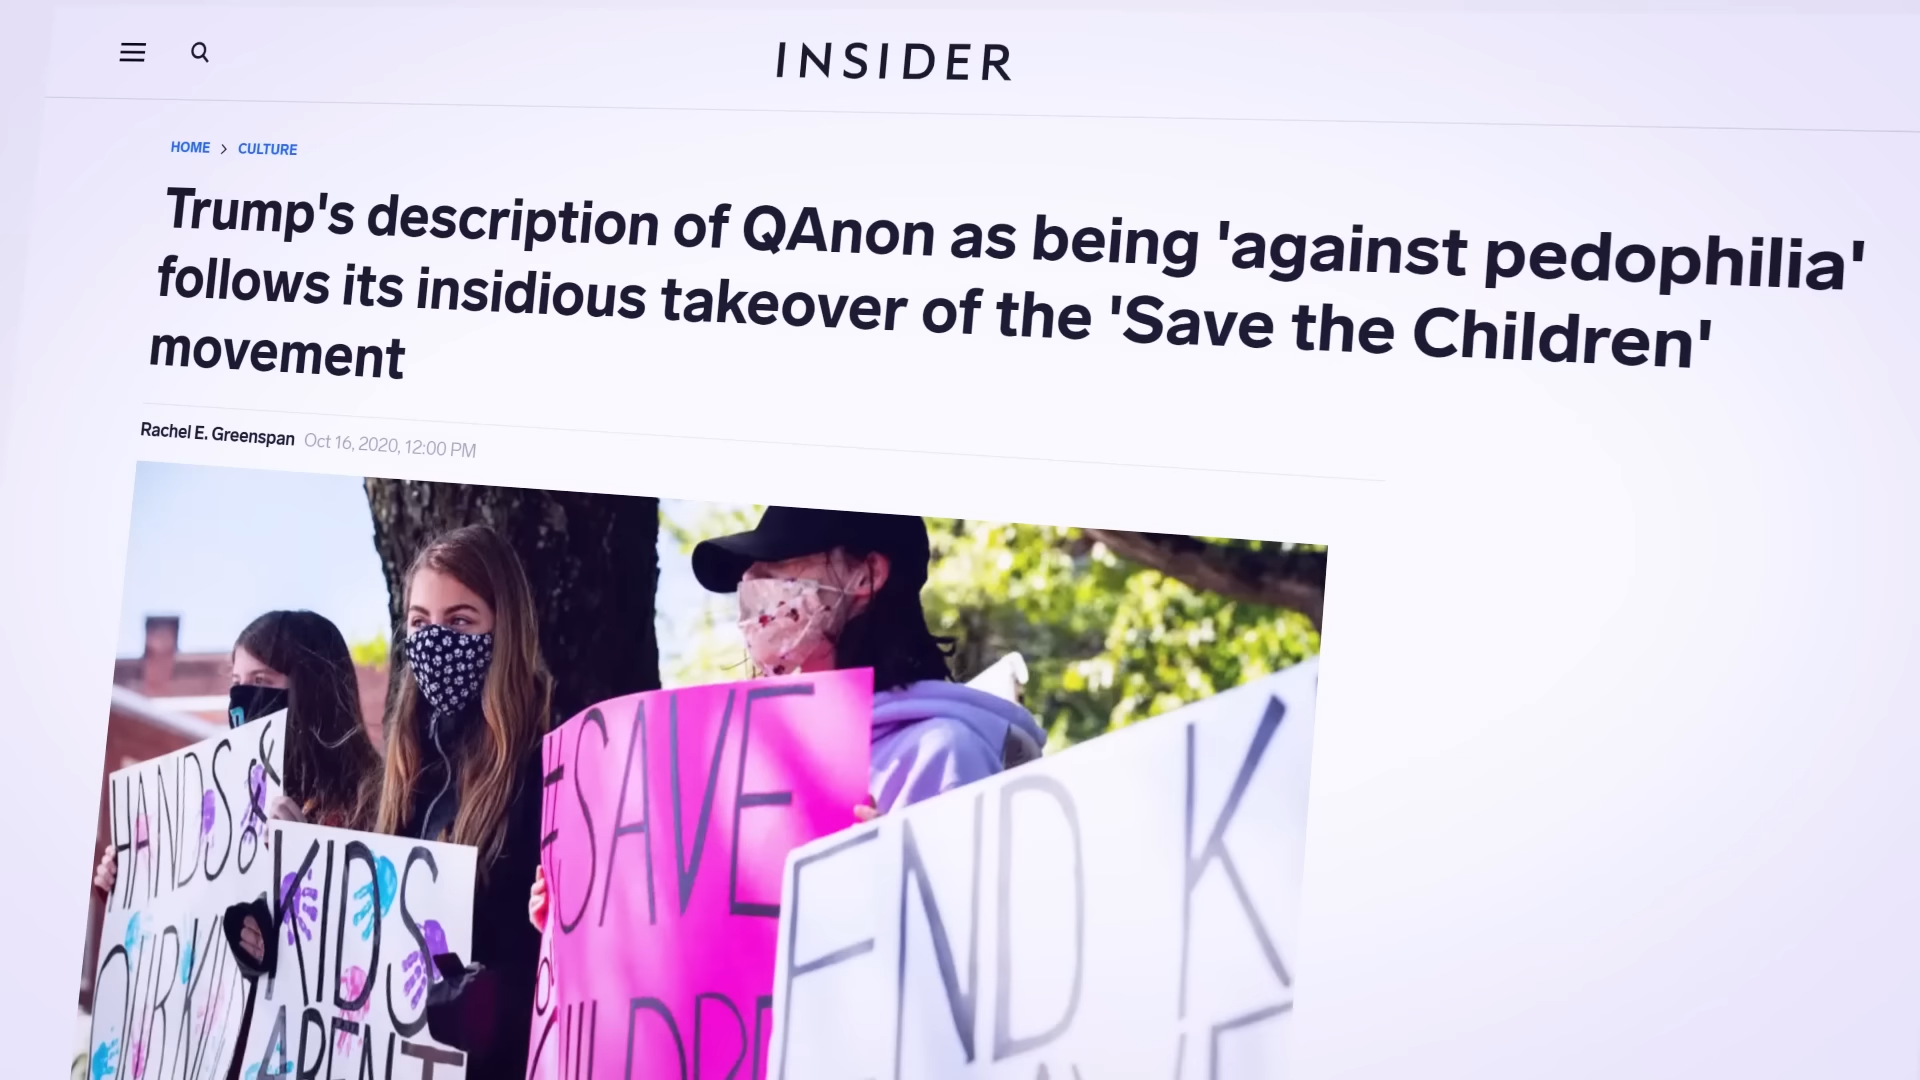 INSIDER
HOME > CULTURE
Trump's description of QAnon as being 'against pedophilia'
follows its insidious takeover of the 'Save the Children'
movement
Rachel E. Greenspan Oct 16, 2020, 12:00 PM
HANDS
KIDS
AREN'T
#SAVE
END